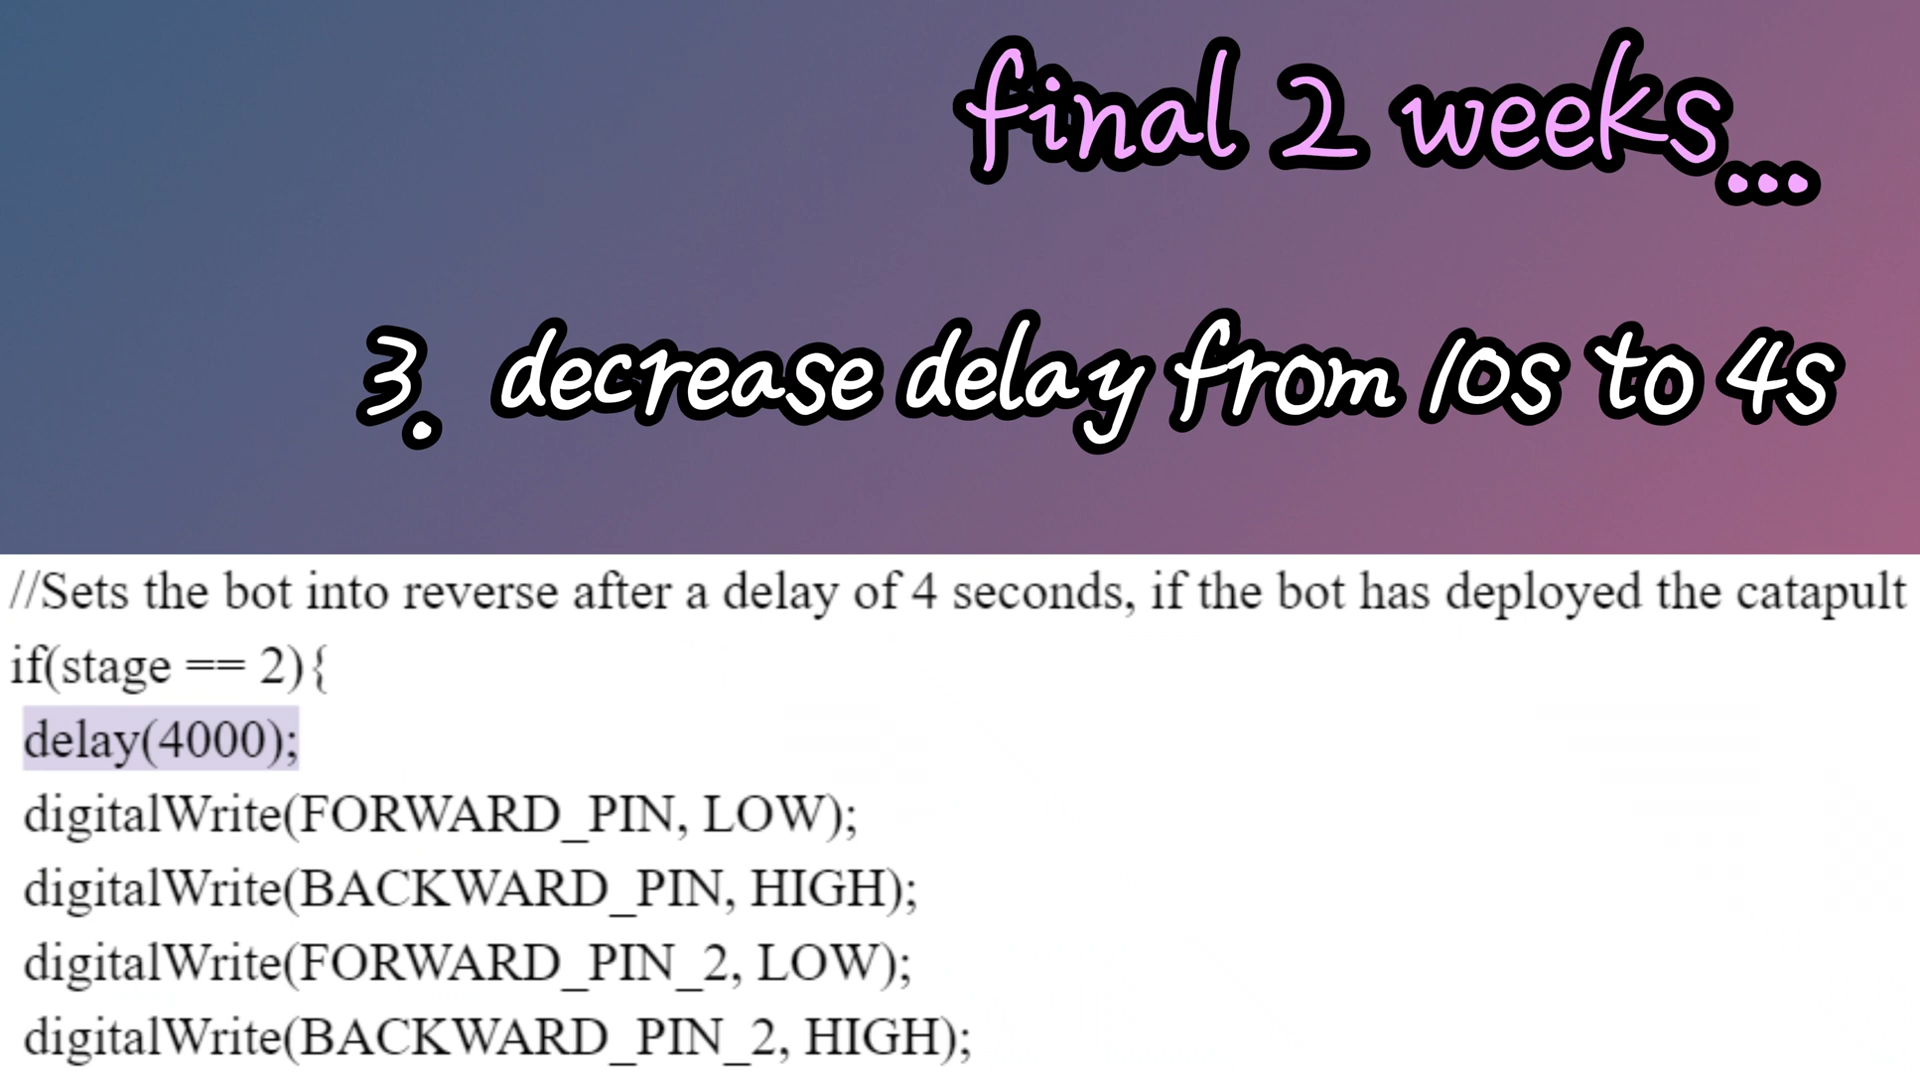 final 2 weeks...
3. decrease delay from 10s to 4s
//Sets the bot into reverse after a delay of 4 seconds, if the bot has deployed the catapult
if(stage == 2){
delay(4000);
digitalWrite(FORWARD_PIN, LOW);
digitalWrite(BACKWARD_PIN, HIGH);
digitalWrite(FORWARD_PIN_2, LOW);
digitalWrite(BACKWARD_PIN_2, HIGH);